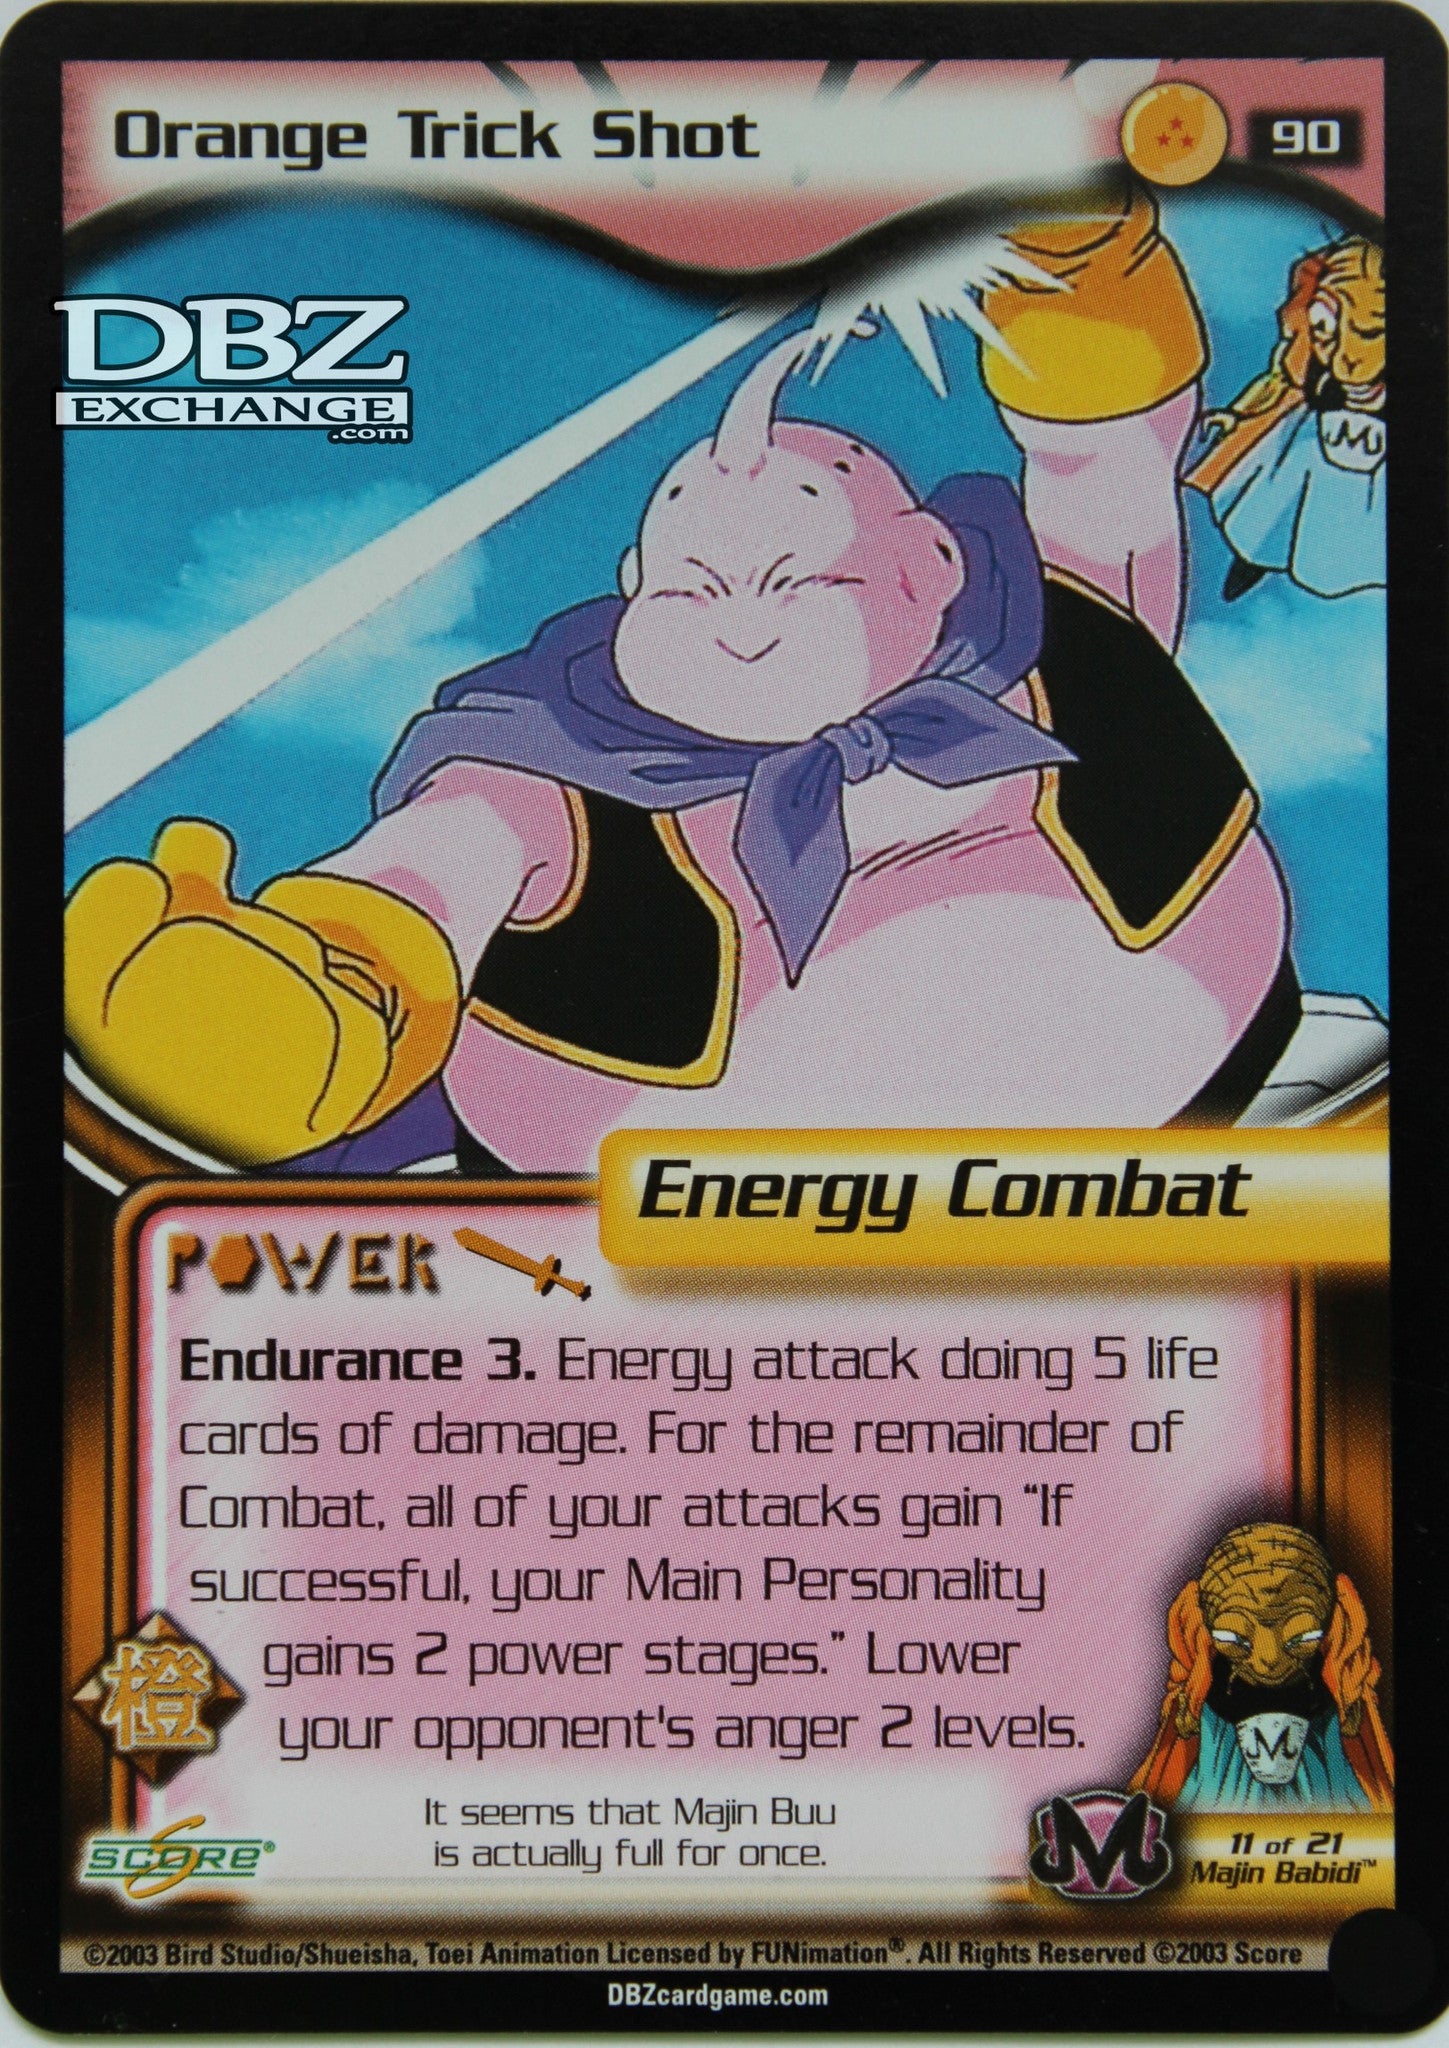 Orange Trick Shot
90
DBZ
EXCHANGE
.com
M
Energy Combat
POWER
Endurance 3. Energy attack doing 5 life
cards of damage. For the remainder of
Combat, all of your attacks gain “If
successful, your Main Personality
gains 2 power stages.” Lower
your opponent's anger 2 levels.
橙
M
It seems that Majin Buu
is actually full for once.
SCORE®
S
M
11 of 21
Majin Babidi™
©2003 Bird Studio/Shueisha, Toei Animation Licensed by FUNimation®. All Rights Reserved ©2003 Score
DBZcardgame.com